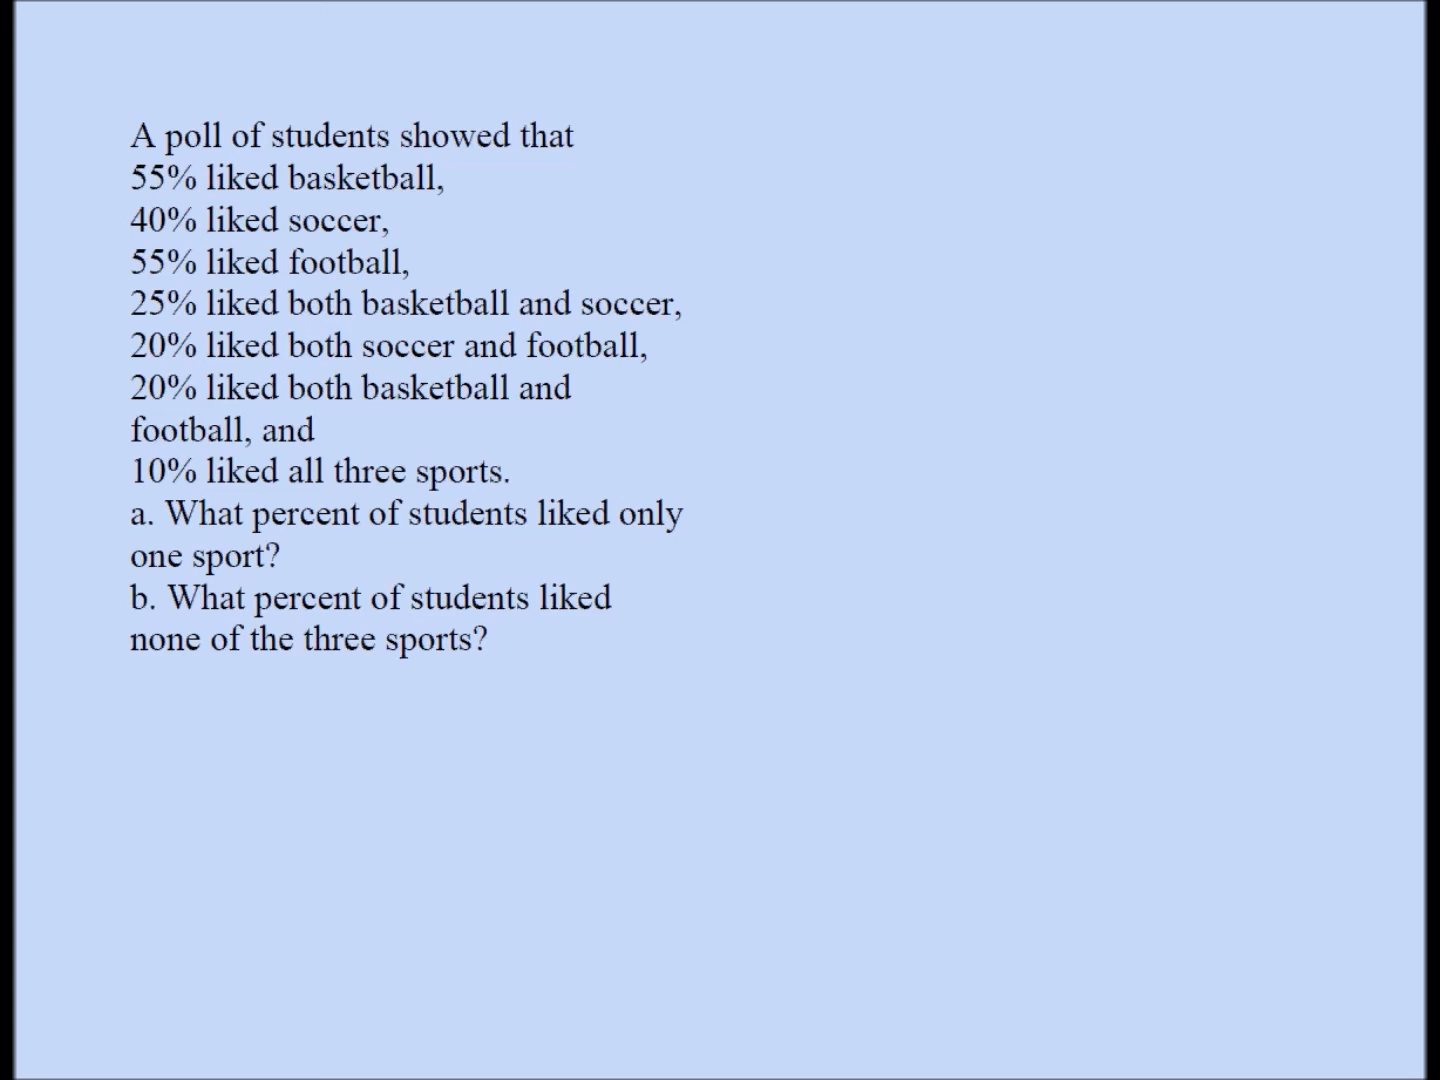 A poll of students showed that
55% liked basketball,
40% liked soccer,
55% liked football,
25% liked both basketball and soccer,
20% liked both soccer and football,
20% liked both basketball and
football, and
10% liked all three sports.
a. What percent of students liked only
one sport?
b. What percent of students liked
none of the three sports?